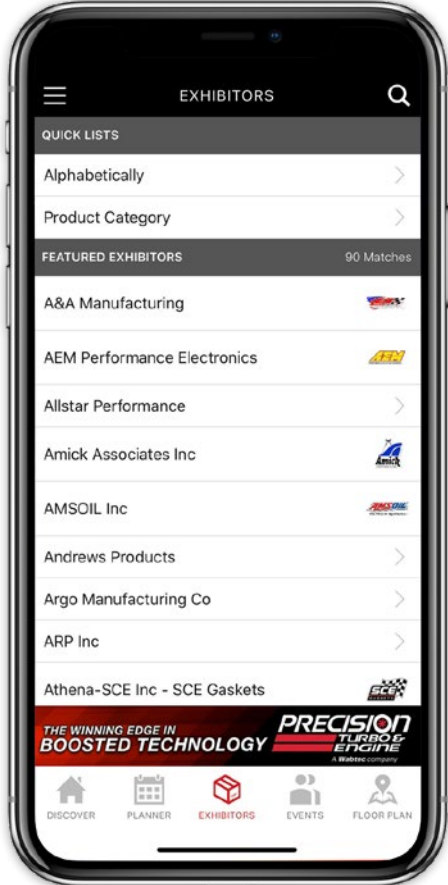 EXHIBITORS
QUICK LISTS
Alphabetically
Product Category
FEATURED EXHIBITORS 90 Matches
A&A Manufacturing
AEM Performance Electronics
AEM
Allstar Performance
Amick Associates Inc
Amick
AMSOIL Inc
AMSOIL
Andrews Products
Argo Manufacturing Co
ARP Inc
Athena-SCE Inc - SCE Gaskets
SCE
GASKETS
THE WINNING EDGE IN
BOOSTED TECHNOLOGY
PRECISION
TURBO &
ENGINE
A Wabtec company
DISCOVER PLANNER EXHIBITORS EVENTS FLOOR PLAN